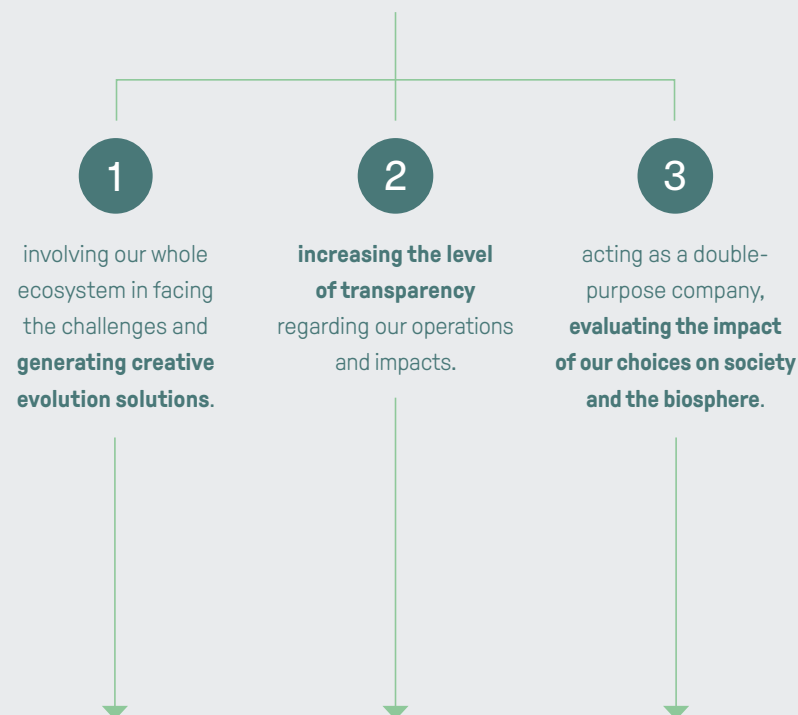 1
involving our whole
ecosystem in facing
the challenges and
generating creative
evolution solutions.
2
increasing the level
of transparency
regarding our operations
and impacts.
3
acting as a double-
purpose company,
evaluating the impact
of our choices on society
and the biosphere.